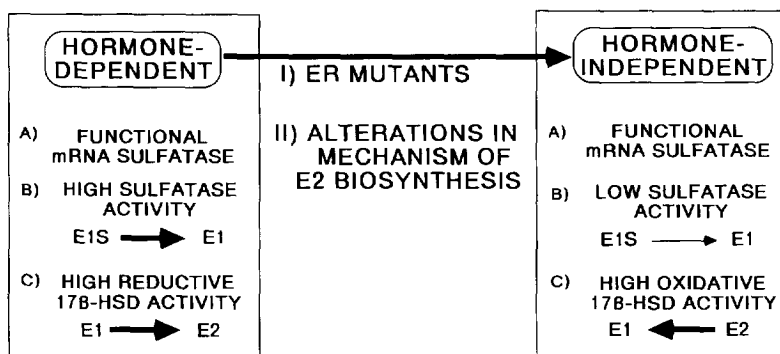 HORMONE-
DEPENDENT
A) FUNCTIONAL
mRNA SULFATASE
B) HIGH SULFATASE
ACTIVITY
E1S E1
C) HIGH REDUCTIVE
17B-HSD ACTIVITY
E1 E2
I) ER MUTANTS
II) ALTERATIONS IN
MECHANISM OF
E2 BIOSYNTHESIS
HORMONE-
INDEPENDENT
A) FUNCTIONAL
mRNA SULFATASE
B) LOW SULFATASE
ACTIVITY
E1S E1
C) HIGH OXIDATIVE
17B-HSD ACTIVITY
E1 E2